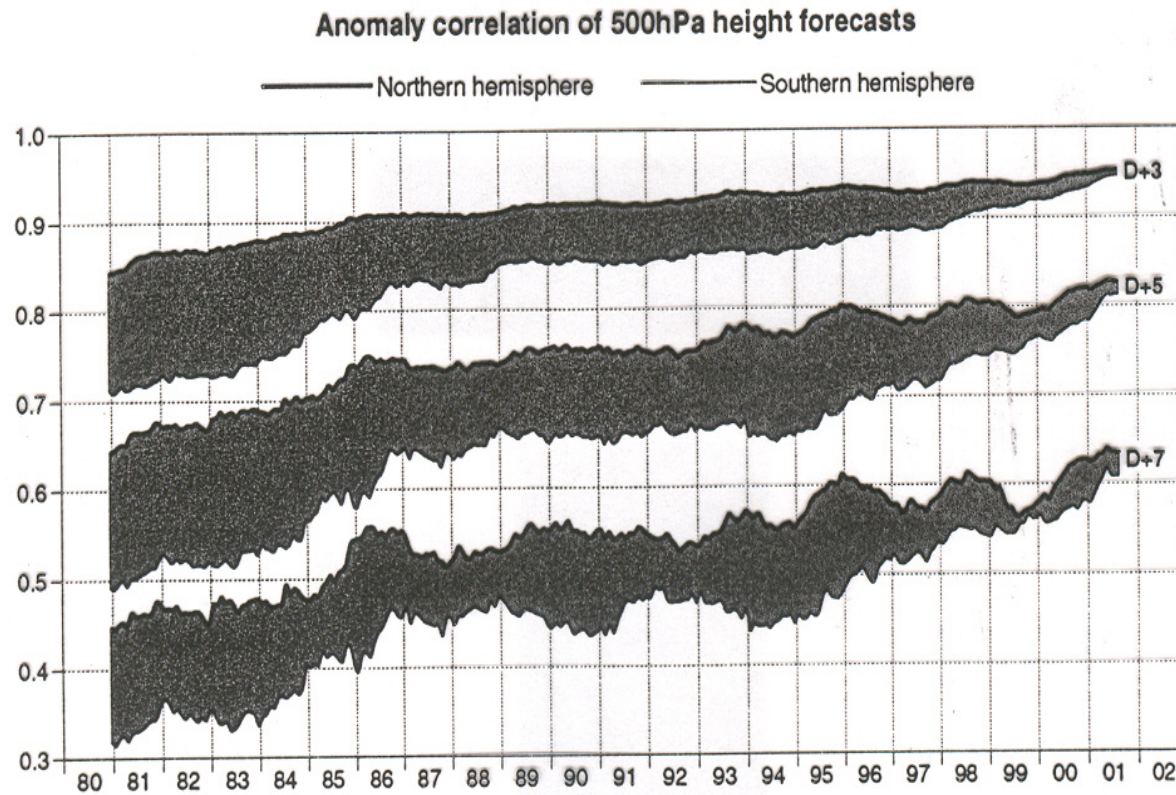 Anomaly correlation of 500hPa height forecasts
Northern hemisphere Southern hemisphere
1.0
D+3
0.9
D+5
0.8
0.7
D+7
0.6
0.5
0.4
0.3
80 81 82 83 84 85 86 87 88 89 90 91 92 93 94 95 96 97 98 99 00 01 02